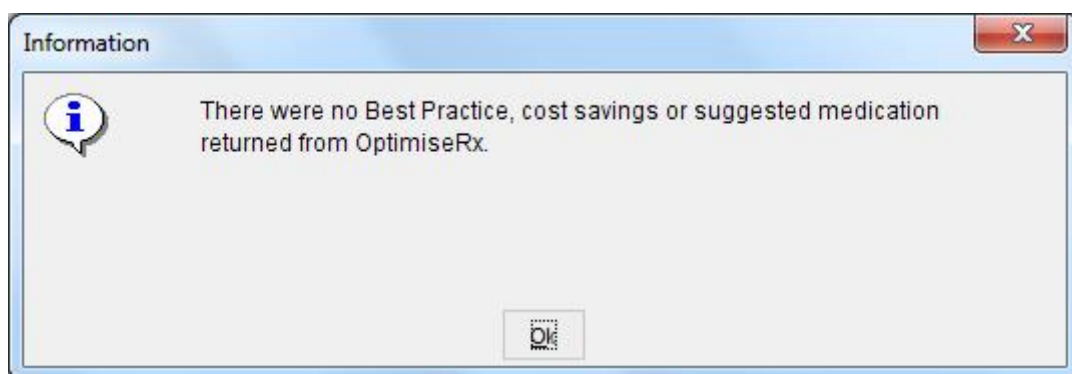 Information
There were no Best Practice, cost savings or suggested medication
returned from OptimiseRx.
Ok